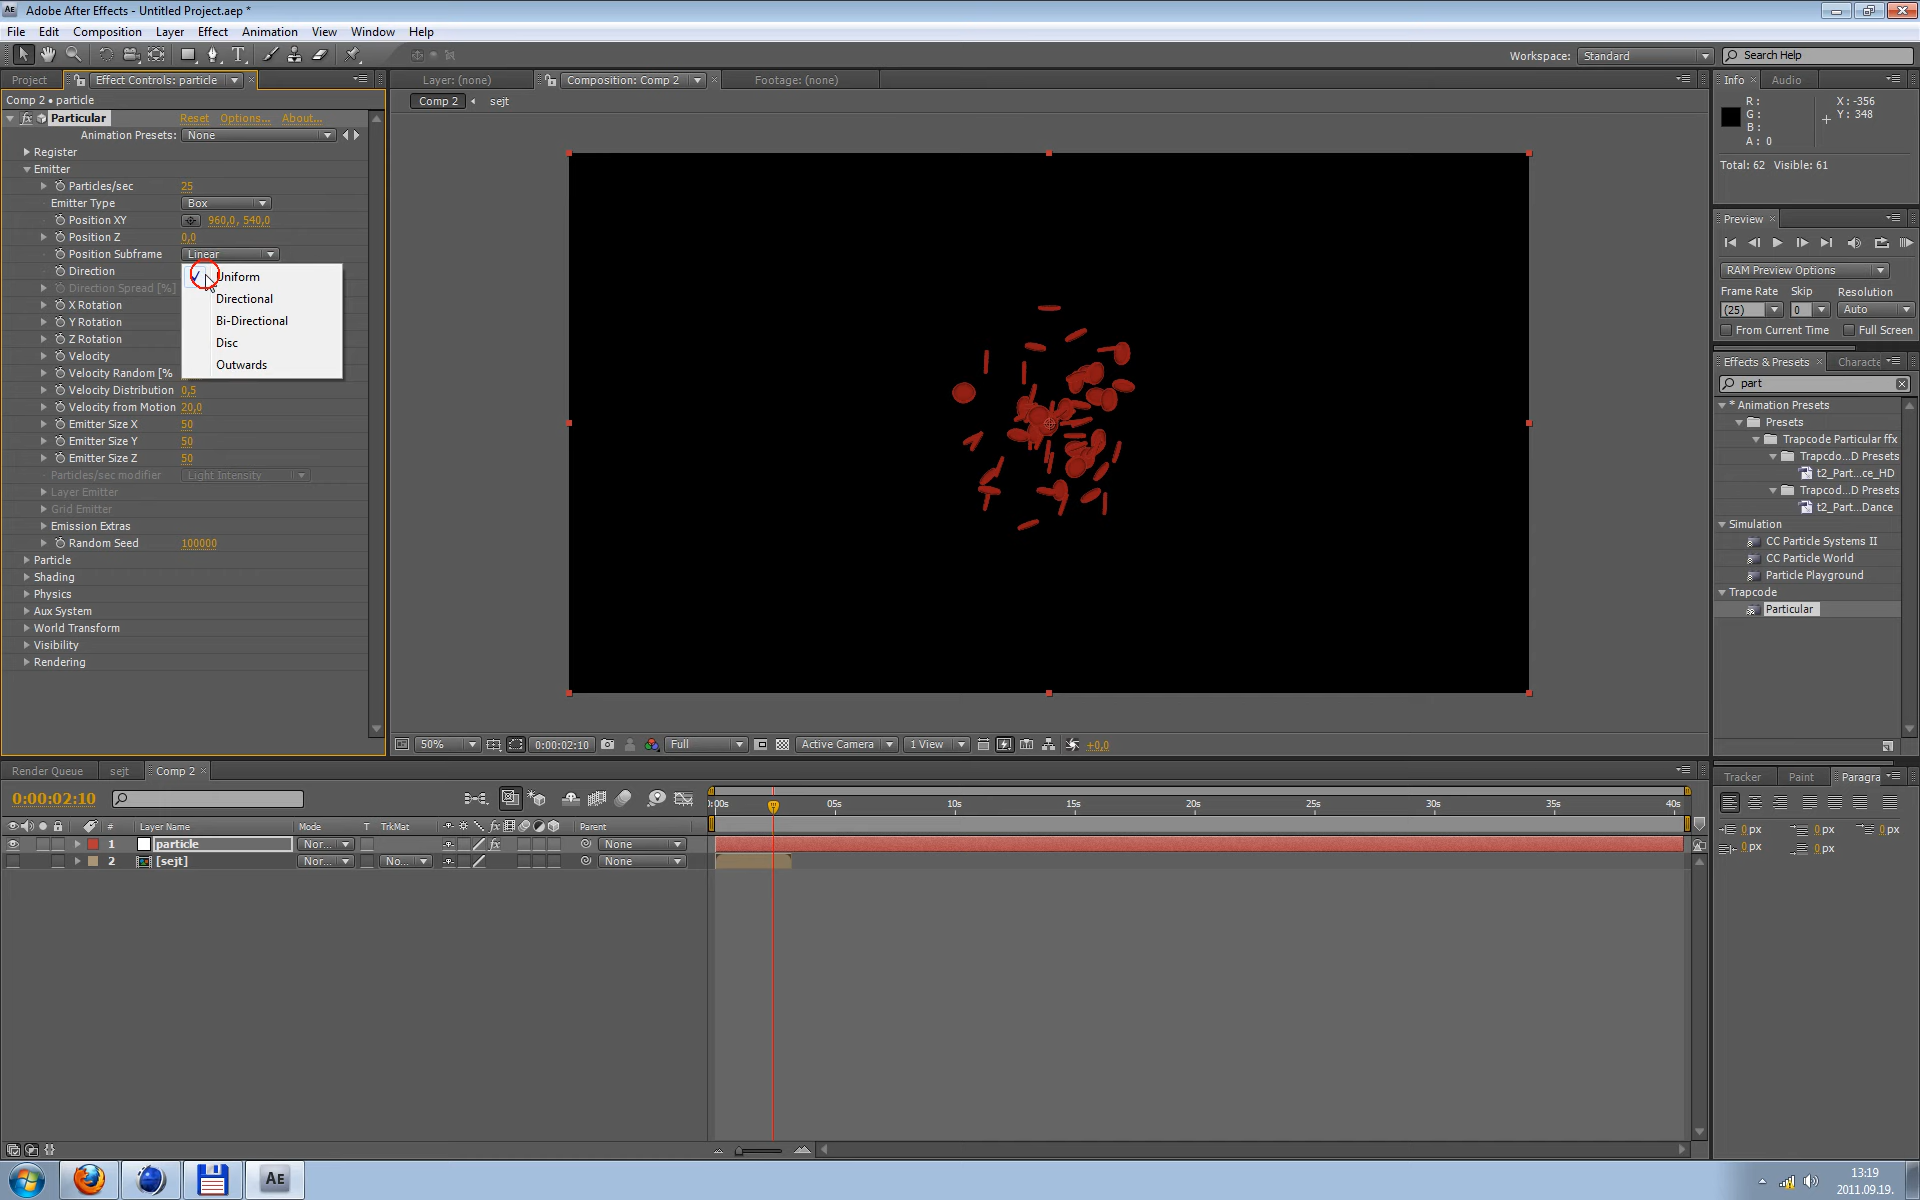 Adobe After Effects - Untitled Project.aep *
File Edit Composition Layer Effect Animation View Window Help
Workspace: Standard Search Help
Project Effect Controls: particle Layer: (none) Composition: Comp 2 Footage: (none) Info Audio
Comp 2 • particle
Comp 2 sejt
R: X: -356
G: Y: 348
B:
A: 0
Total: 62 Visible: 61
fx Particular Reset Options... About...
Animation Presets: None
Register
Emitter
Particles/sec 25
Emitter Type Box
Position XY 960,0, 540,0
Position Z 0,0
Position Subframe Linear
Direction
Direction Spread [%]
X Rotation
Y Rotation
Z Rotation
Velocity
Velocity Random [%
Velocity Distribution 0,5
Velocity from Motion 20,0
Emitter Size X 50
Emitter Size Y 50
Emitter Size Z 50
Particles/sec modifier Light Intensity
Layer Emitter
Grid Emitter
Emission Extras
Random Seed 100000
Particle
Shading
Physics
Aux System
World Transform
Visibility
Rendering
Uniform
Directional
Bi-Directional
Disc
Outwards
Preview
RAM Preview Options
Frame Rate Skip Resolution
(25) 0 Auto
From Current Time Full Screen
Effects & Presets Characte
part
* Animation Presets
Presets
Trapcode Particular ffx
Trapcdo...D Presets
t2_Part...ce_HD
Trapcod...D Presets
t2_Part...Dance
Simulation
CC Particle Systems II
CC Particle World
Particle Playground
Trapcode
Particular
50% 0:00:02:10 Full Active Camera 1 View +0,0
Render Queue sejt Comp 2
0:00:02:10
# Layer Name Mode T TrkMat fx Parent
1 particle Nor... fx None
2 [sejt] Nor... No... None
):00s 05s 10s 15s 20s 25s 30s 35s 40s
Tracker Paint Paragra
0 px 0 px 0 px
0 px 0 px
AE
13:19
2011.09.19.